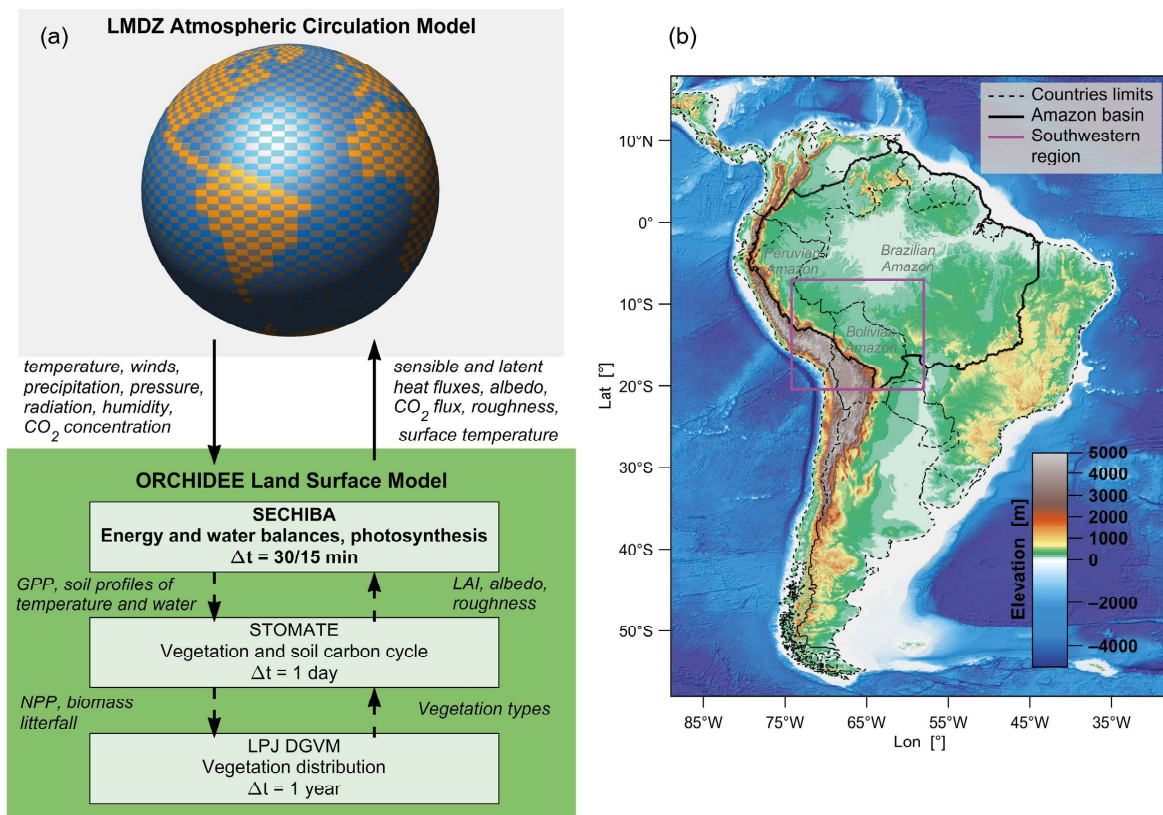 (a)
LMDZ Atmospheric Circulation Model
temperature, winds,
precipitation, pressure,
radiation, humidity,
CO₂ concentration
sensible and latent
heat fluxes, albedo,
CO₂ flux, roughness,
surface temperature
ORCHIDEE Land Surface Model
SECHIBA
Energy and water balances, photosynthesis
Δt = 30/15 min
GPP, soil profiles of
temperature and water
LAI, albedo,
roughness
STOMATE
Vegetation and soil carbon cycle
Δt = 1 day
NPP, biomass
litterfall
Vegetation types
LPJ DGVM
Vegetation distribution
Δt = 1 year
(b)
Countries limits
Amazon basin
Southwestern
region
Peruvian
Amazon
Brazilian
Amazon
Bolivian
Amazon
Lat [°]
10°N
0°
10°S
20°S
30°S
40°S
50°S
85°W
75°W
65°W
55°W
45°W
35°W
Lon [°]
Elevation [m]
5000
4000
3000
2000
1000
0
−2000
−4000